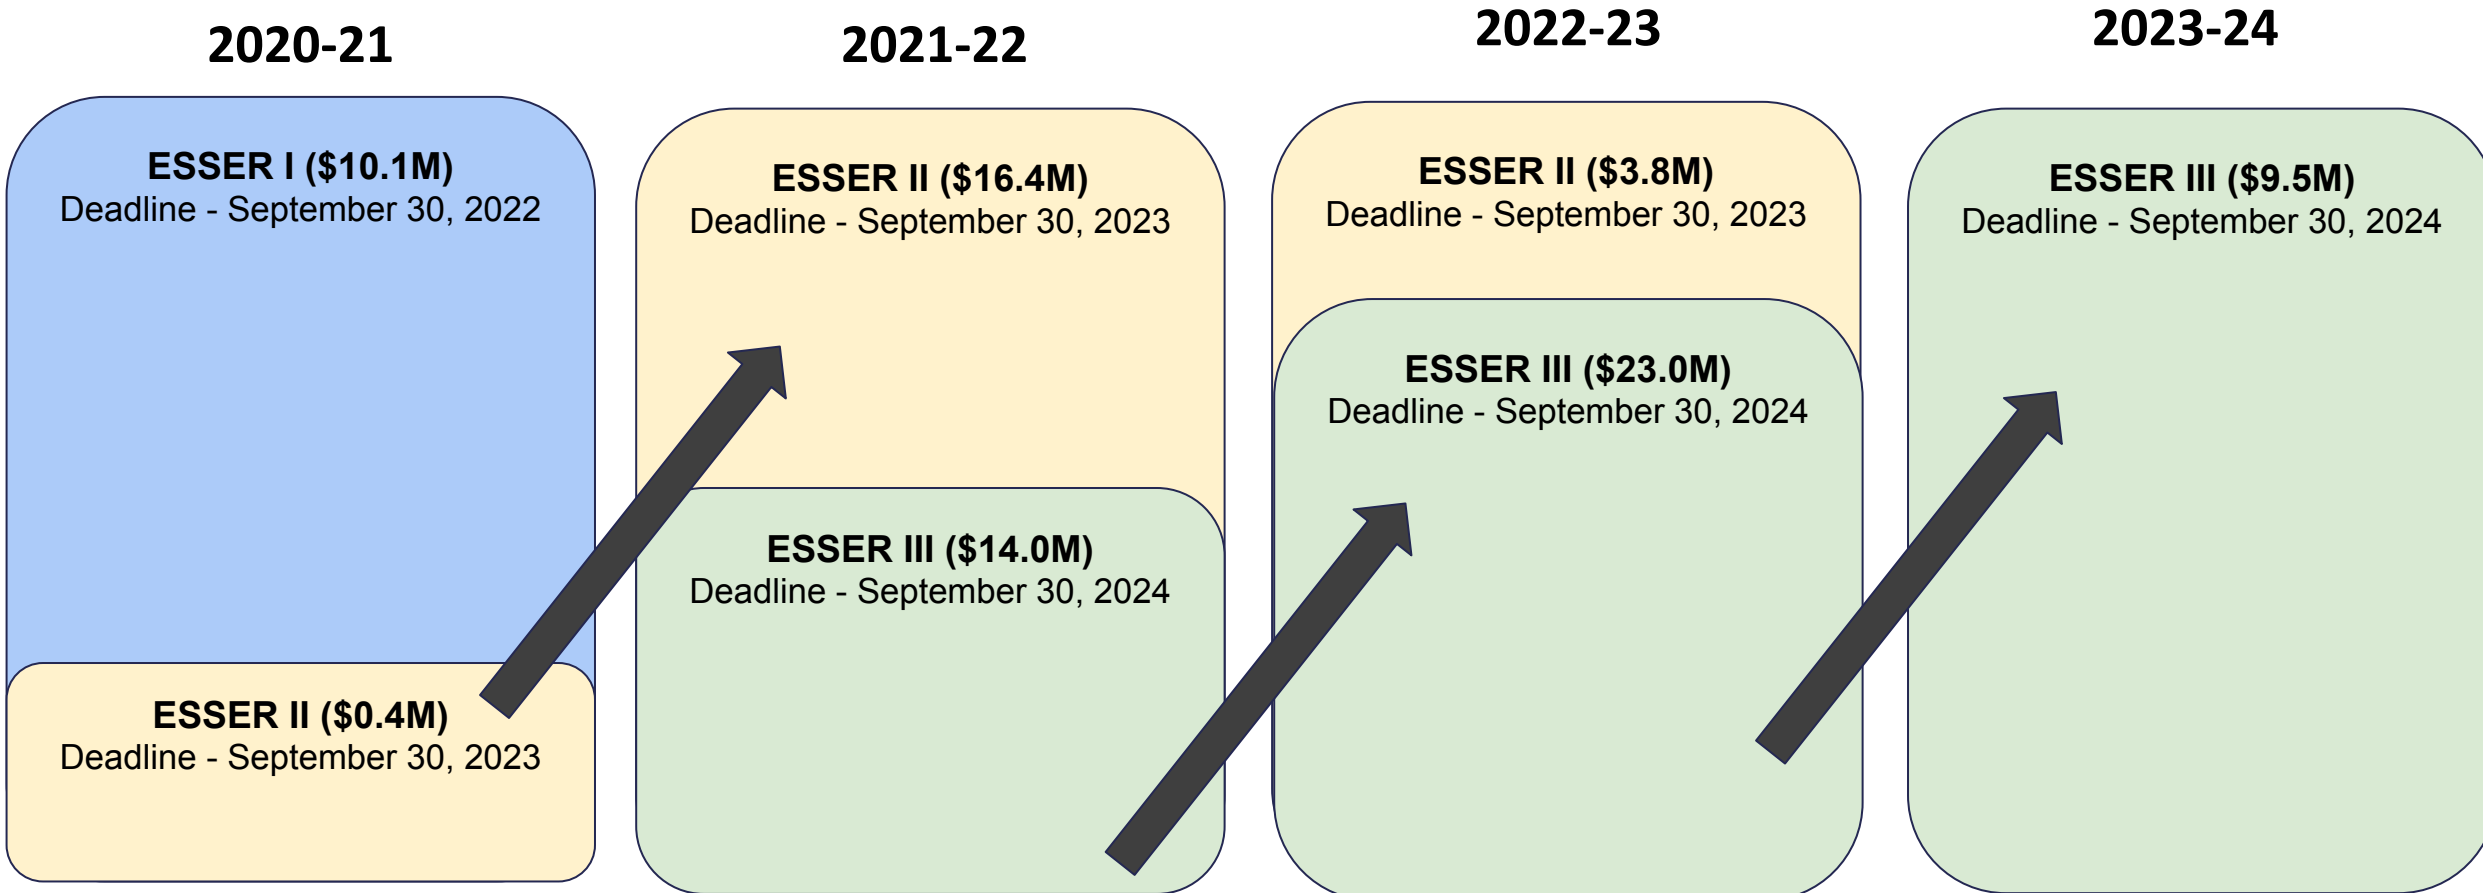 2020-21
ESSER I ($10.1M)
Deadline - September 30, 2022
ESSER II ($0.4M)
Deadline - September 30, 2023
2021-22
ESSER II ($16.4M)
Deadline - September 30, 2023
ESSER III ($14.0M)
Deadline - September 30, 2024
2022-23
ESSER II ($3.8M)
Deadline - September 30, 2023
ESSER III ($23.0M)
Deadline - September 30, 2024
2023-24
ESSER III ($9.5M)
Deadline - September 30, 2024